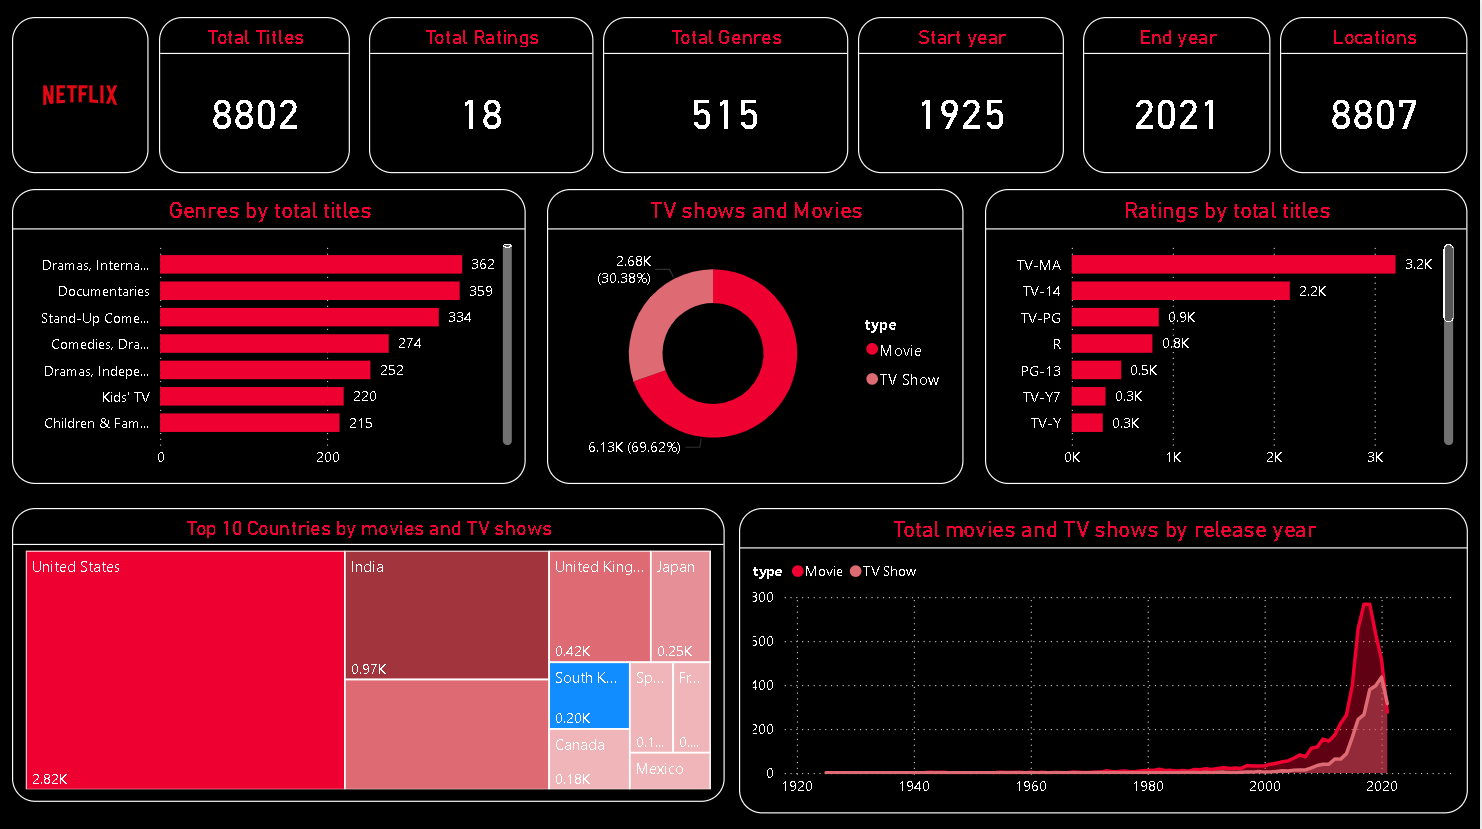 NETFLIX
Total Titles
8802
Total Ratings
18
Total Genres
515
Start year
1925
End year
2021
Locations
8807
Genres by total titles
Dramas, Interna... 362
Documentaries 359
Stand-Up Come... 334
Comedies, Dra... 274
Dramas, Indepe... 252
Kids' TV 220
Children & Fam... 215
0 200
TV shows and Movies
2.68K
(30.38%)
6.13K (69.62%)
type
Movie
TV Show
Ratings by total titles
TV-MA 3.2K
TV-14 2.2K
TV-PG 0.9K
R 0.8K
PG-13 0.5K
TV-Y7 0.3K
TV-Y 0.3K
0K 1K 2K 3K
Top 10 Countries by movies and TV shows
United States
2.82K
India
0.97K
United King...
0.42K
Japan
0.25K
South K...
0.20K
Canada
0.18K
Sp...
0.1...
Fr...
0....
Mexico
Total movies and TV shows by release year
type Movie TV Show
800
600
400
200
0
1920 1940 1960 1980 2000 2020